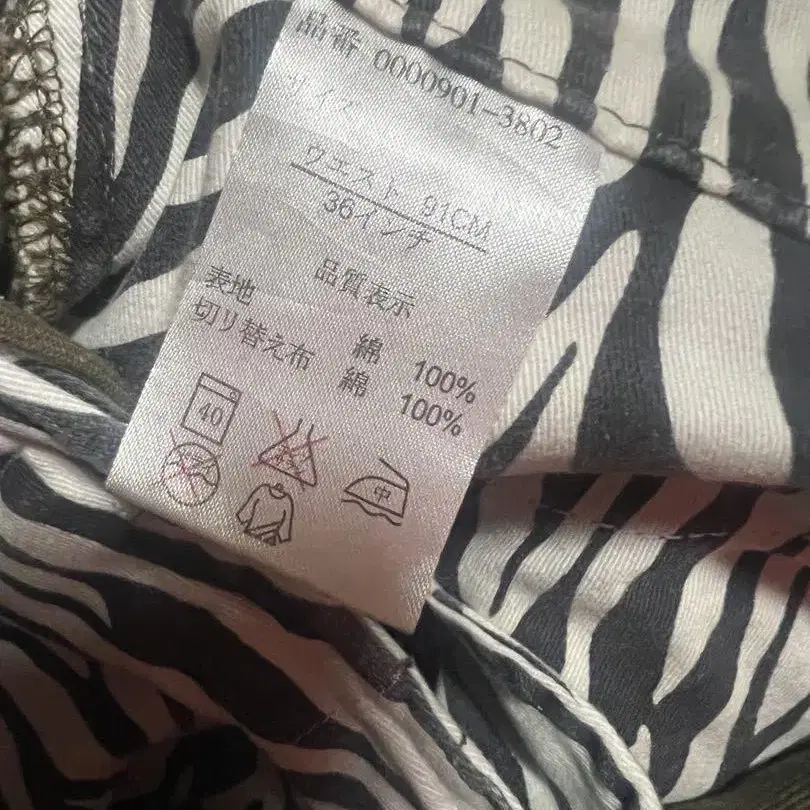 品番 0000901-3802
サイズ
ウエスト 91CM
36インチ
品質表示
表地 綿 100%
切り替え布 綿 100%
40
中